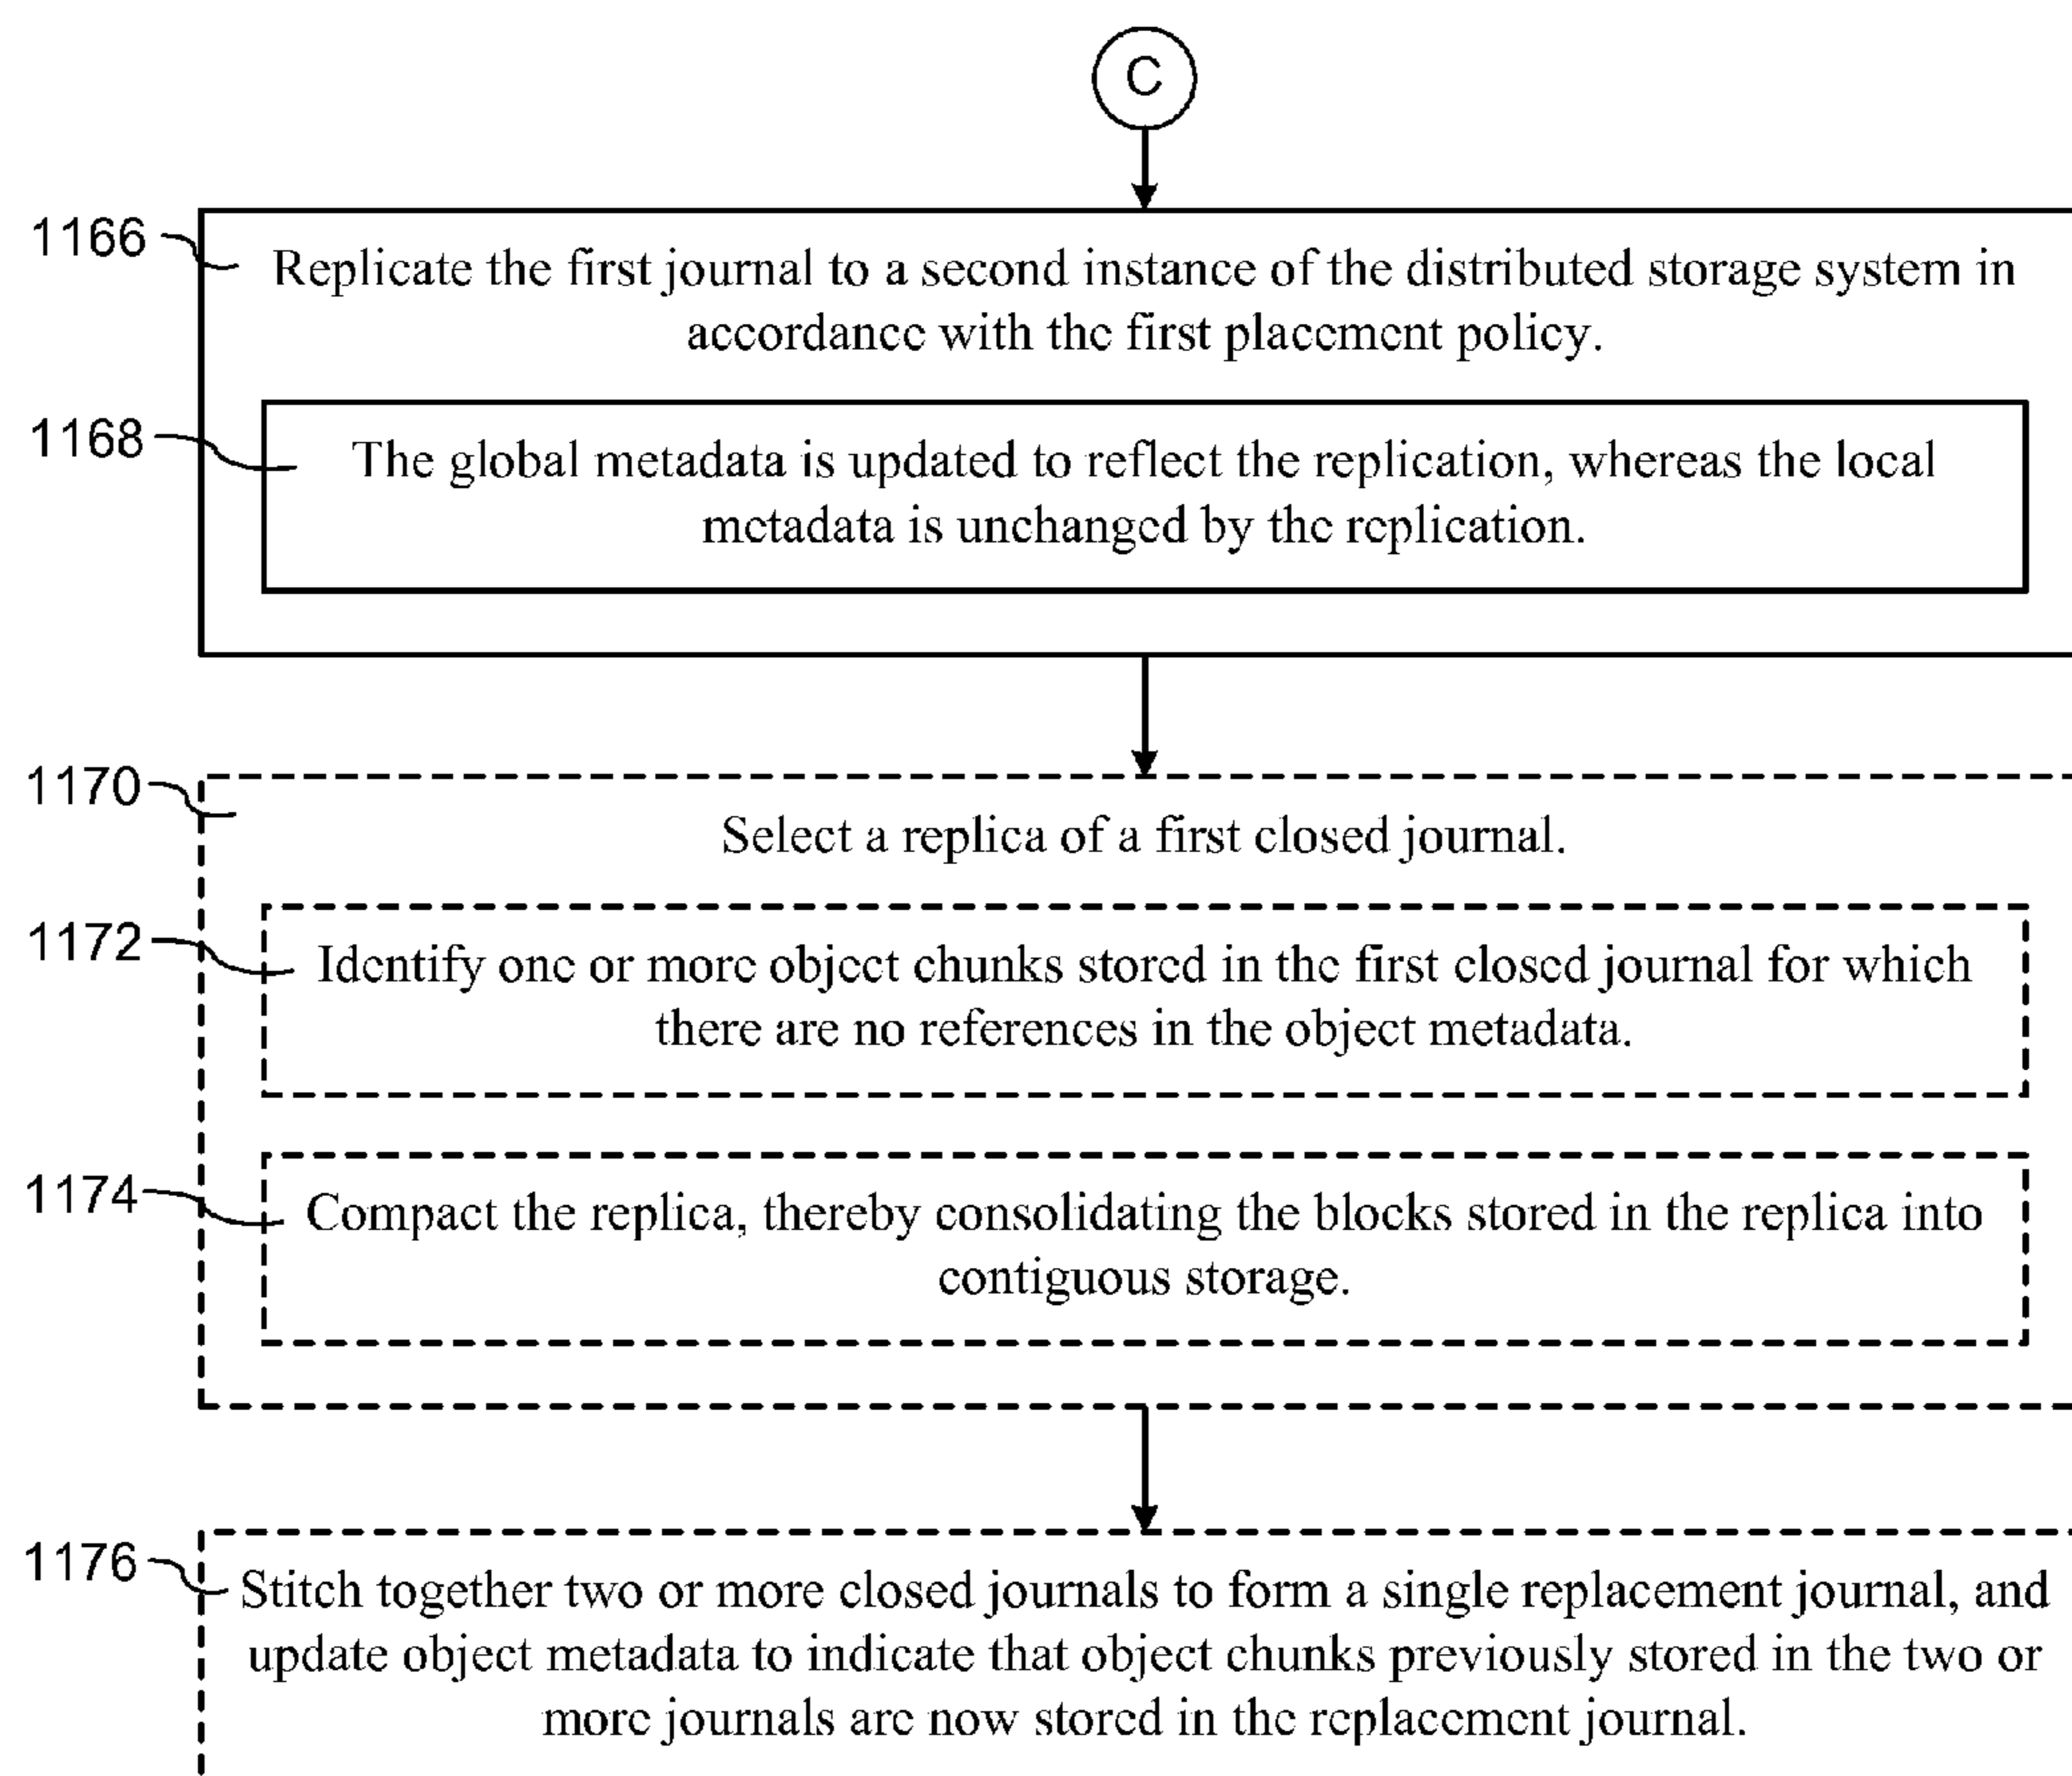 C
1166
Replicate the first journal to a second instance of the distributed storage system in
accordance with the first placement policy.
1168
The global metadata is updated to reflect the replication, whereas the local
metadata is unchanged by the replication.
1170
Select a replica of a first closed journal.
1172
Identify one or more object chunks stored in the first closed journal for which
there are no references in the object metadata.
1174
Compact the replica, thereby consolidating the blocks stored in the replica into
contiguous storage.
1176
Stitch together two or more closed journals to form a single replacement journal, and
update object metadata to indicate that object chunks previously stored in the two or
more journals are now stored in the replacement journal.